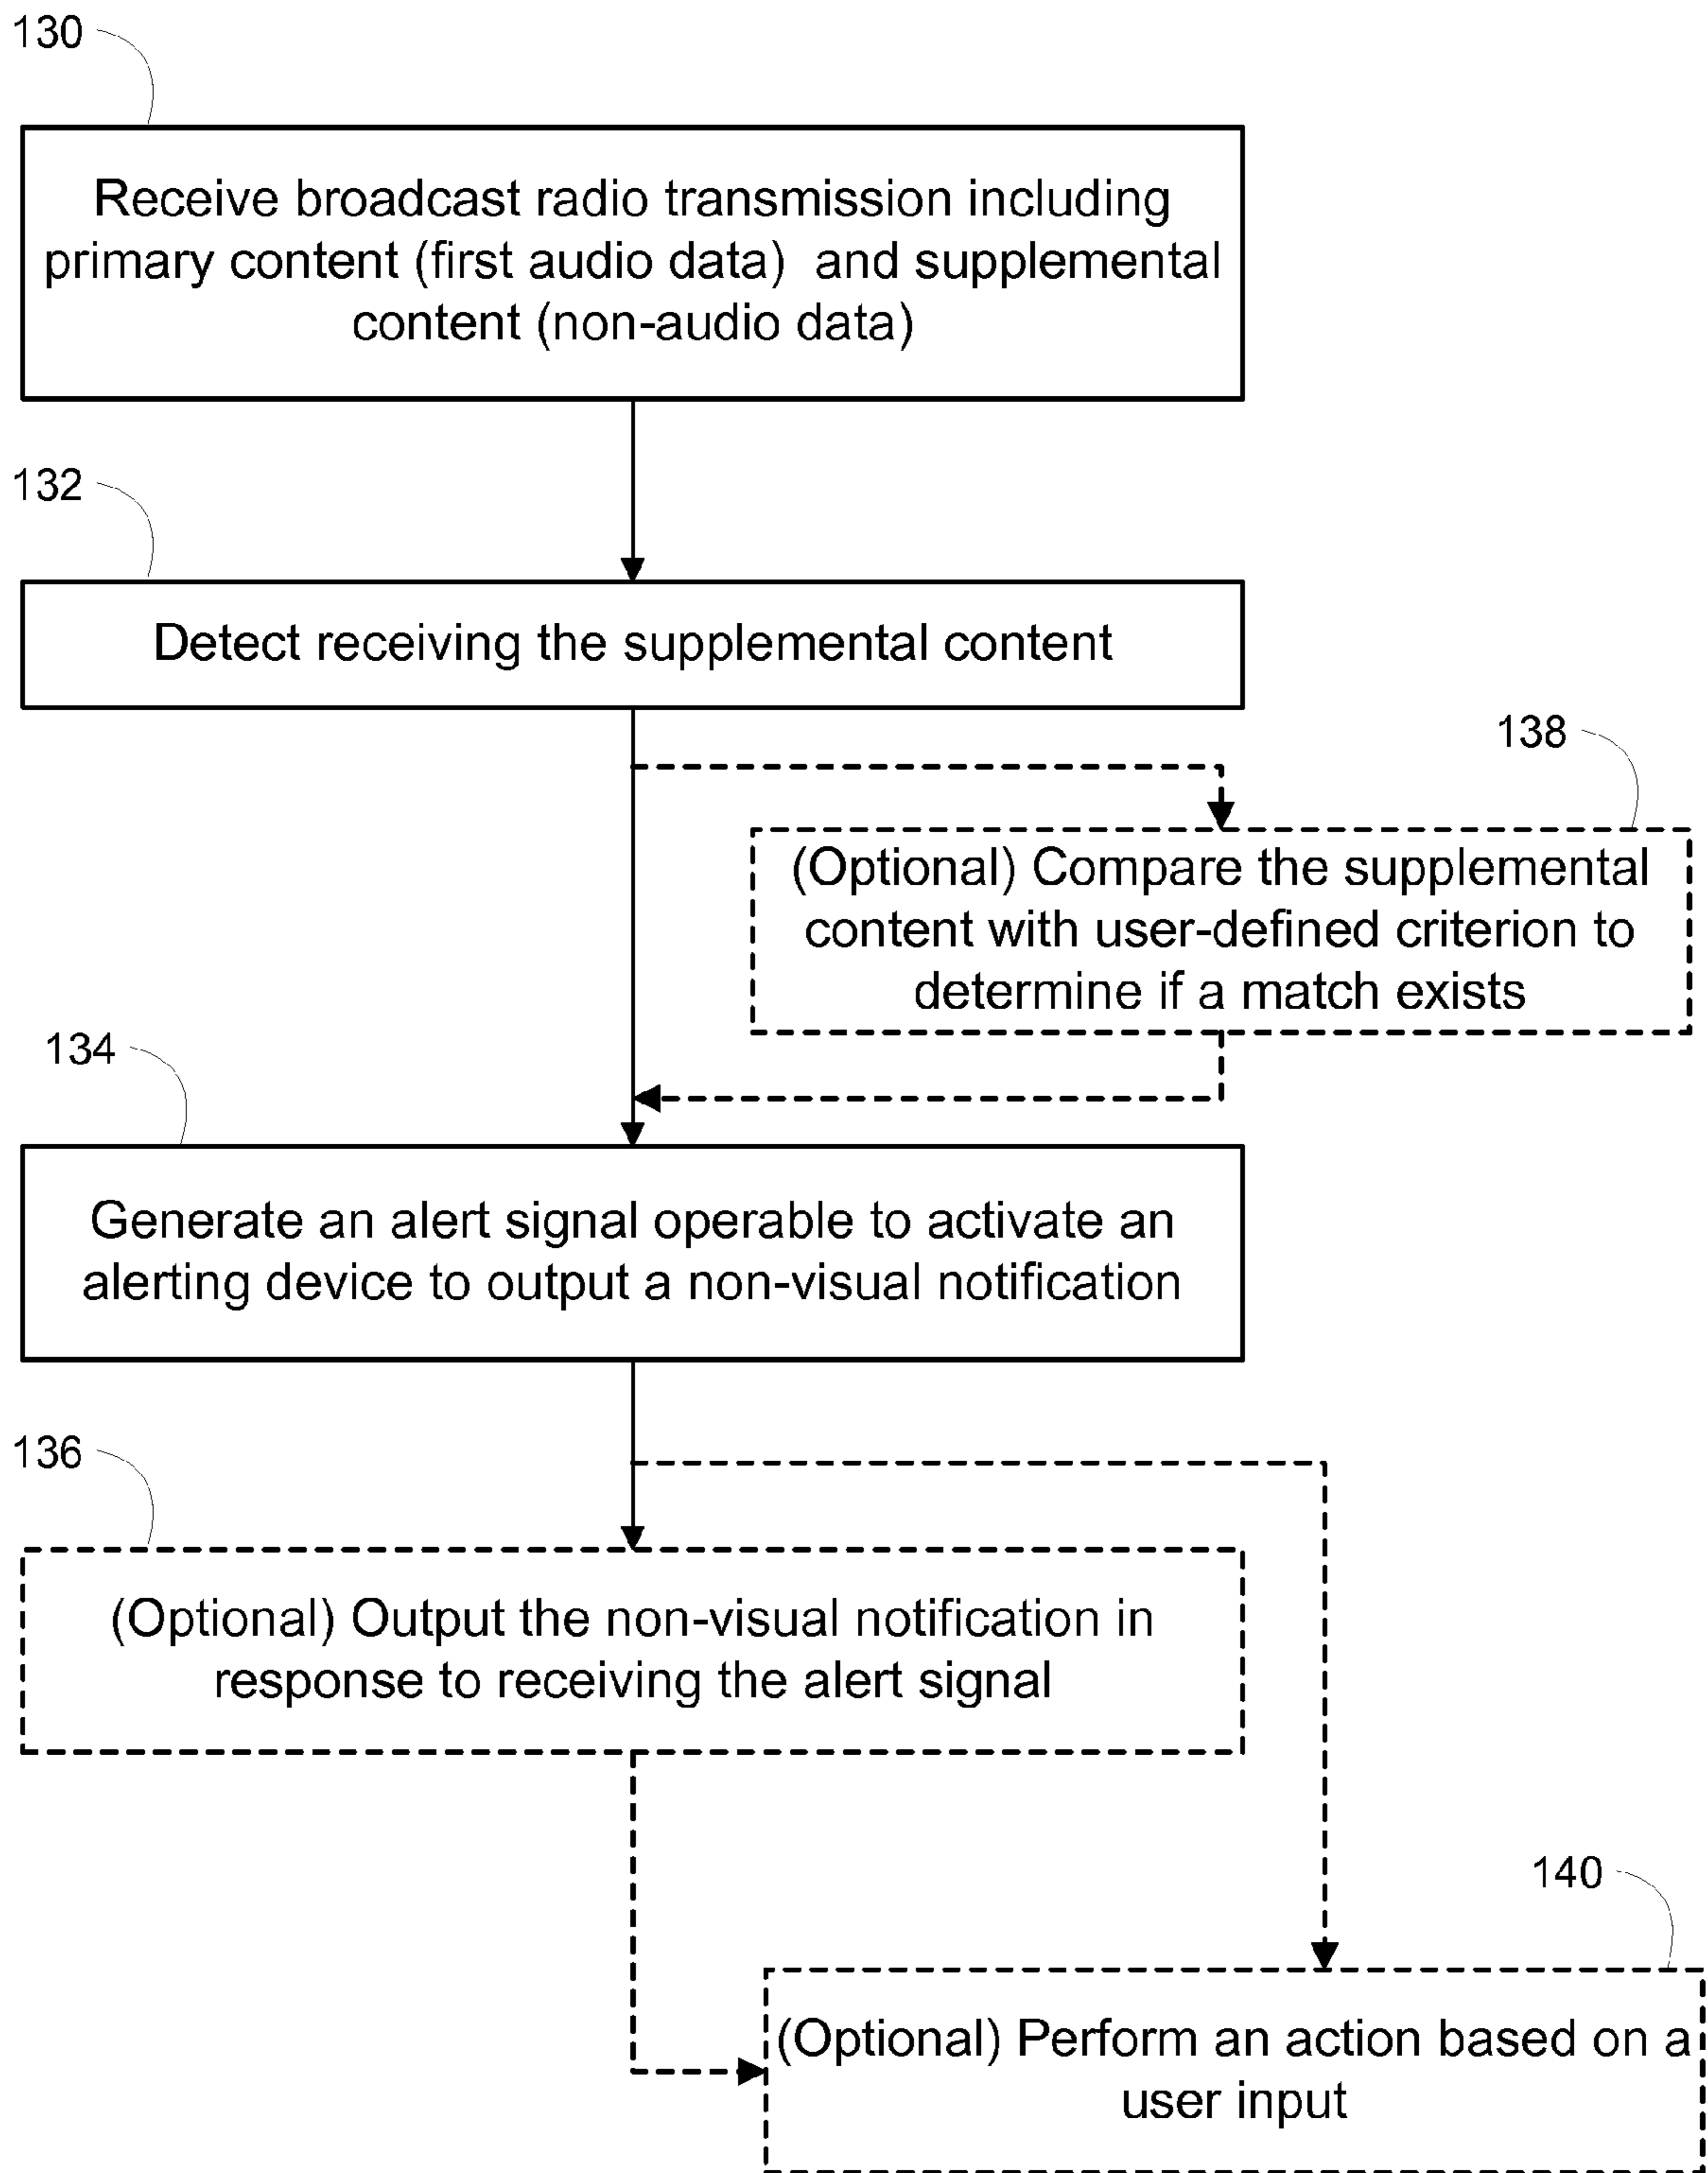 130
Receive broadcast radio transmission including
primary content (first audio data) and supplemental
content (non-audio data)
132
Detect receiving the supplemental content
138
(Optional) Compare the supplemental
content with user-defined criterion to
determine if a match exists
134
Generate an alert signal operable to activate an
alerting device to output a non-visual notification
136
(Optional) Output the non-visual notification in
response to receiving the alert signal
140
(Optional) Perform an action based on a
user input